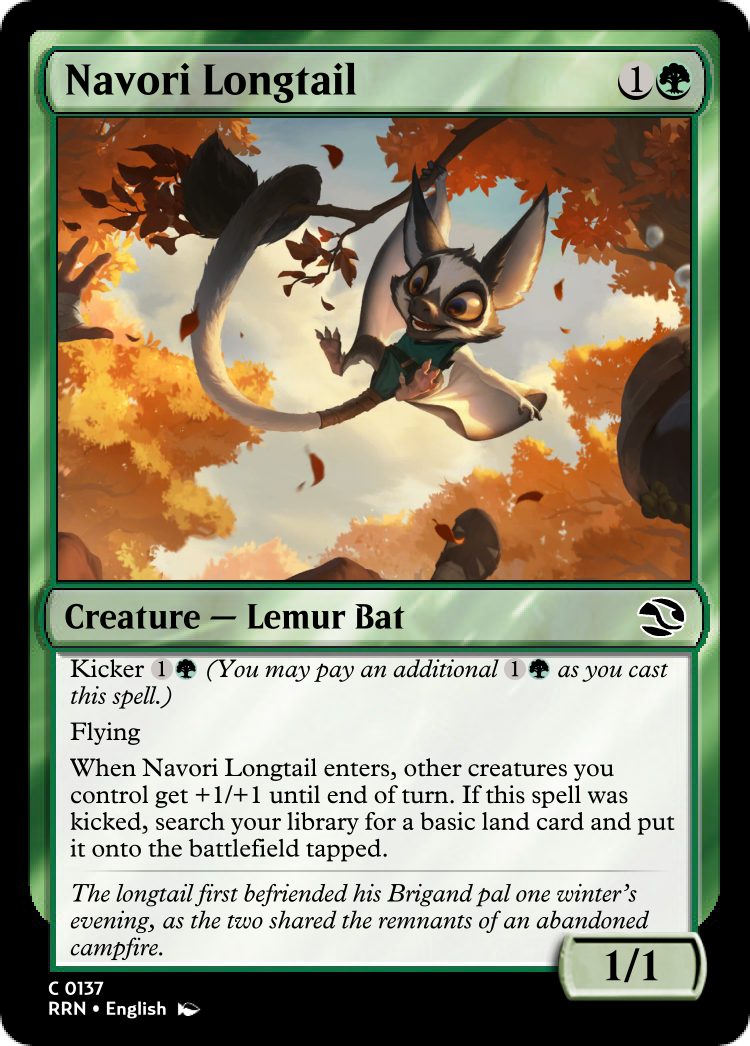 Navori Longtail 1
Creature — Lemur Bat
Kicker 1 (You may pay an additional 1 as you cast
this spell.)
Flying
When Navori Longtail enters, other creatures you
control get +1/+1 until end of turn. If this spell was
kicked, search your library for a basic land card and put
it onto the battlefield tapped.
The longtail first befriended his Brigand pal one winter's
evening, as the two shared the remnants of an abandoned
campfire.
1/1
C 0137
RRN • English